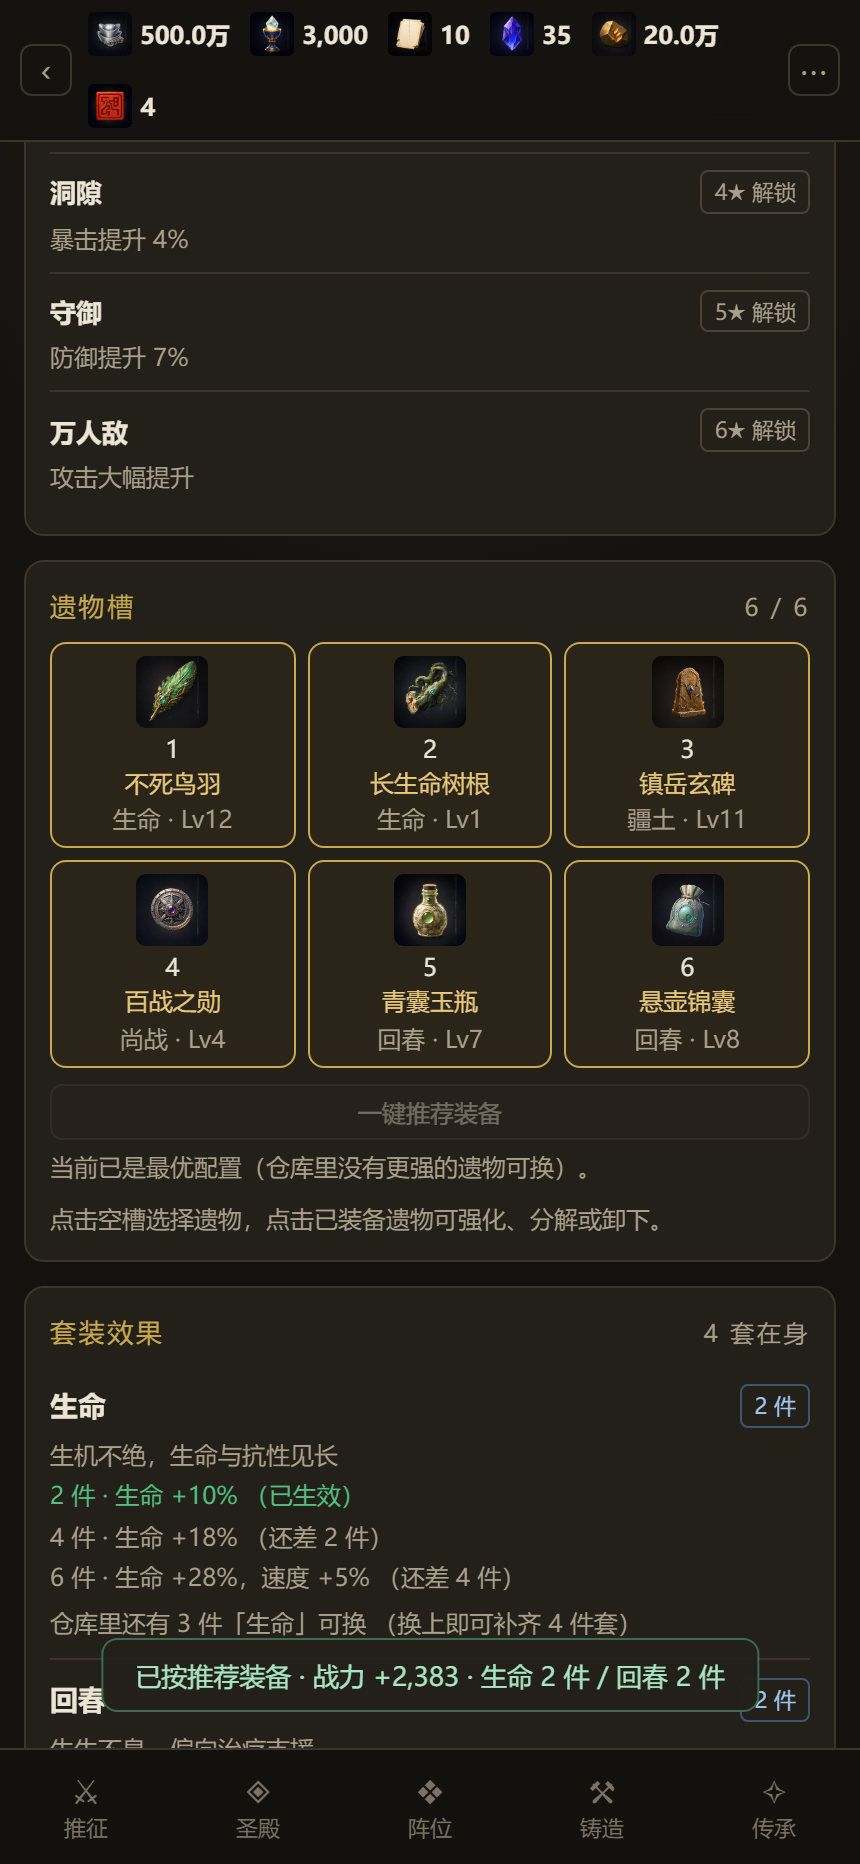 500.0万 3,000 10 35 20.0万
4
洞隙 4★ 解锁
暴击提升 4%
守御 5★ 解锁
防御提升 7%
万人敌 6★ 解锁
攻击大幅提升
遗物槽 6 / 6
1 2 3
不死鸟羽 长生命树根 镇岳玄碑
生命 · Lv12 生命 · Lv1 疆土 · Lv11
4 5 6
百战之勋 青囊玉瓶 悬壶锦囊
尚战 · Lv4 回春 · Lv7 回春 · Lv8
一键推荐装备
当前已是最优配置（仓库里没有更强的遗物可换）。
点击空槽选择遗物，点击已装备遗物可强化、分解或卸下。
套装效果 4 套在身
生命 2 件
生机不绝，生命与抗性见长
2 件 · 生命 +10% （已生效）
4 件 · 生命 +18% （还差 2 件）
6 件 · 生命 +28%，速度 +5% （还差 4 件）
仓库里还有 3 件「生命」可换 （换上即可补齐 4 件套）
已按推荐装备 · 战力 +2,383 · 生命 2 件 / 回春 2 件
回春 2 件
生生不息，偏向治疗支援
推征 圣殿 阵位 铸造 传承